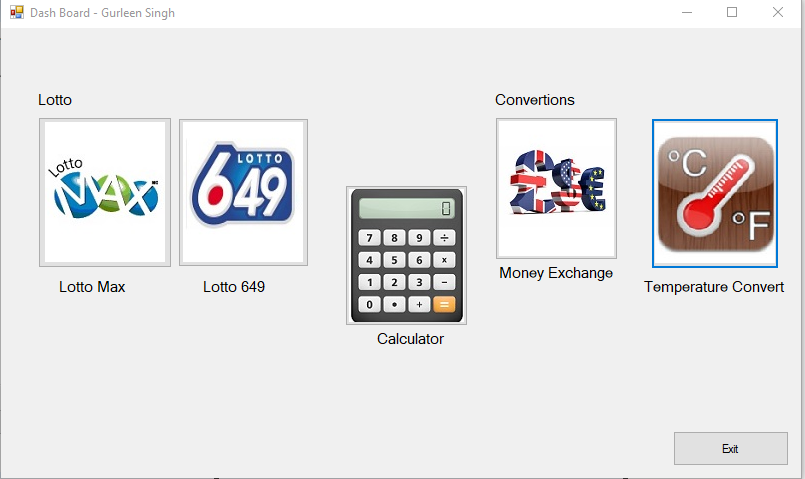 Dash Board - Gurleen Singh
Lotto
Convertions
Lotto
MAX
LOTTO
649
£$€
°C
°F
0
7 8 9 ÷
4 5 6 x
1 2 3 −
0 • + =
Lotto Max
Lotto 649
Calculator
Money Exchange
Temperature Convert
Exit